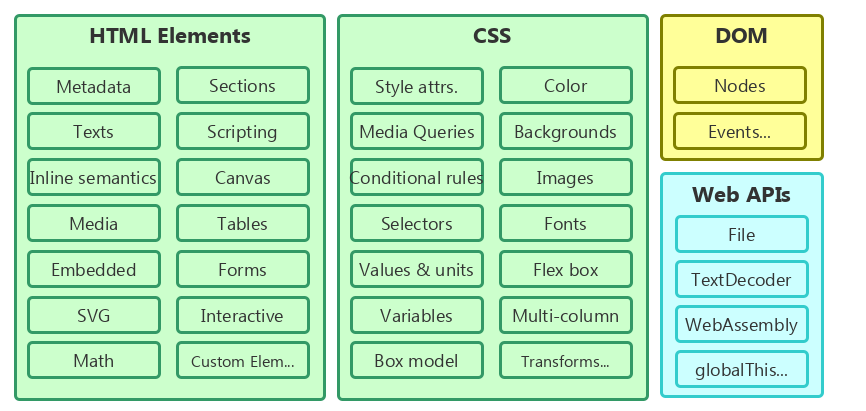 HTML Elements
Metadata
Sections
Texts
Scripting
Inline semantics
Canvas
Media
Tables
Embedded
Forms
SVG
Interactive
Math
Custom Elem...
CSS
Style attrs.
Color
Media Queries
Backgrounds
Conditional rules
Images
Selectors
Fonts
Values & units
Flex box
Variables
Multi-column
Box model
Transforms...
DOM
Nodes
Events...
Web APIs
File
TextDecoder
WebAssembly
globalThis...